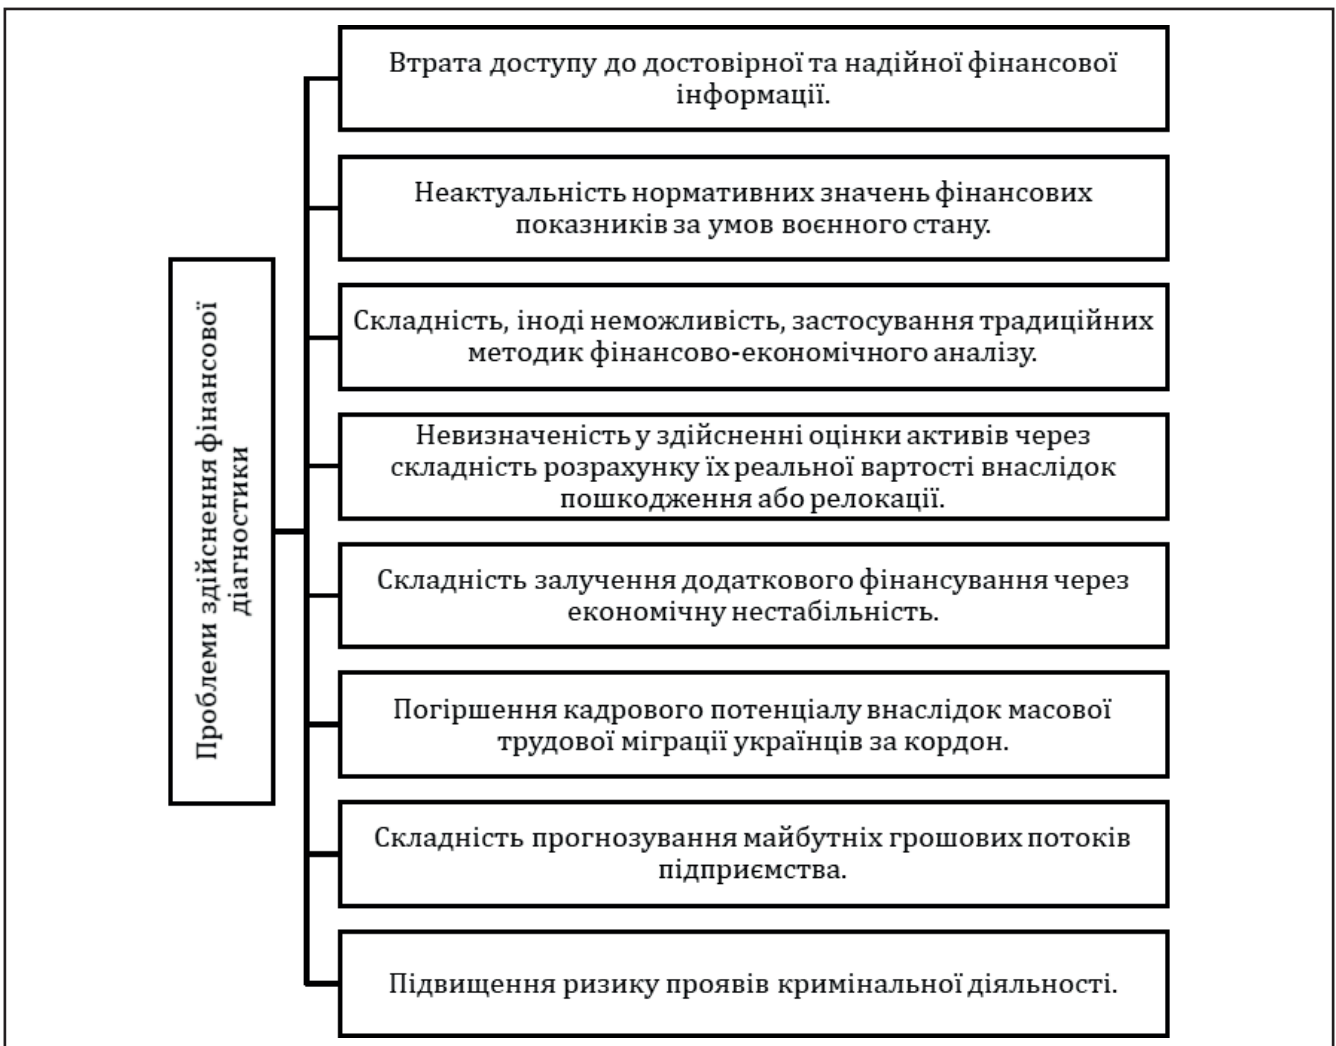 Проблеми здійснення фінансової
діагностики
Втрата доступу до достовірної та надійної фінансової
інформації.
Неактуальність нормативних значень фінансових
показників за умов воєнного стану.
Складність, іноді неможливість, застосування традиційних
методик фінансово-економічного аналізу.
Невизначеність у здійсненні оцінки активів через
складність розрахунку їх реальної вартості внаслідок
пошкодження або релокації.
Складність залучення додаткового фінансування через
економічну нестабільність.
Погіршення кадрового потенціалу внаслідок масової
трудової міграції українців за кордон.
Складність прогнозування майбутніх грошових потоків
підприємства.
Підвищення ризику проявів кримінальної діяльності.